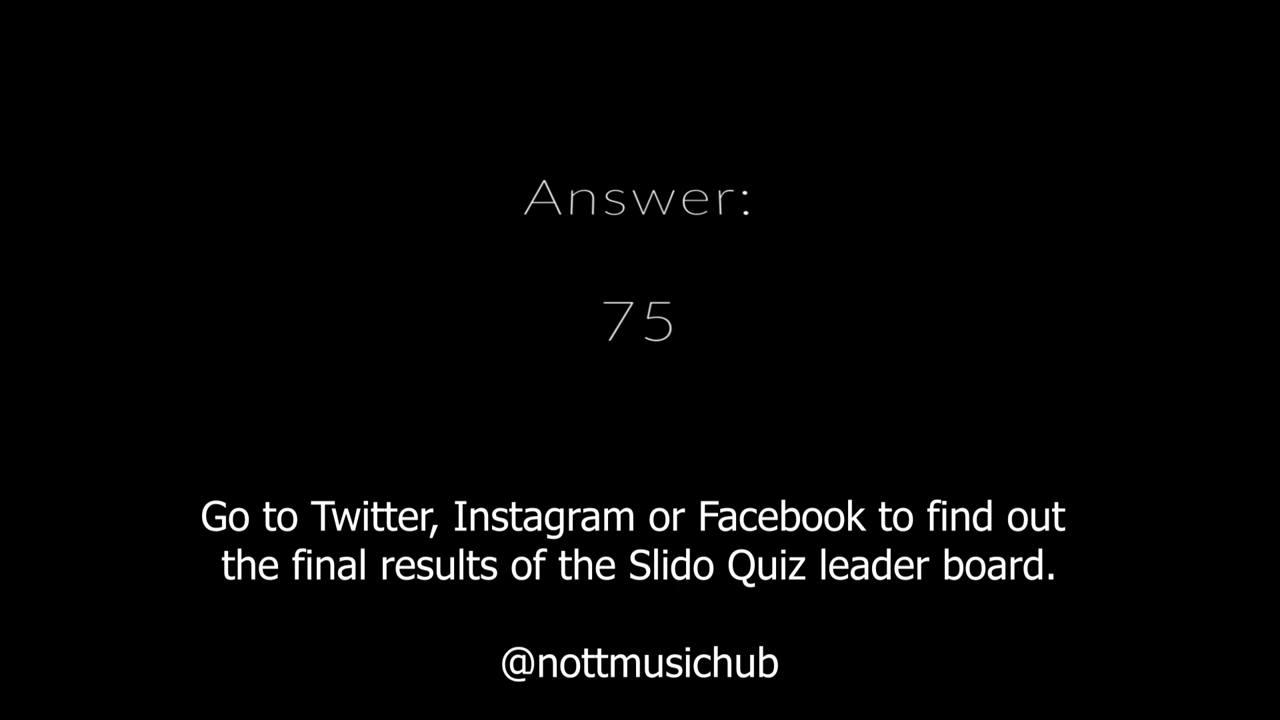 Answer:
75
Go to Twitter, Instagram or Facebook to find out
the final results of the Slido Quiz leader board.
@nottmusichub